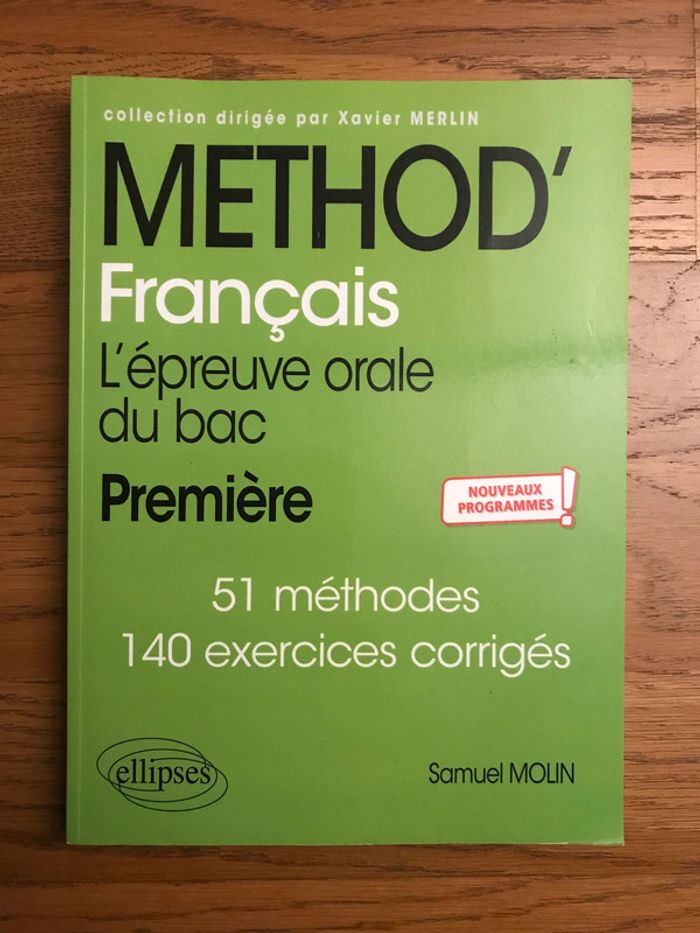 collection dirigée par Xavier MERLIN
METHOD'
Français
L'épreuve orale
du bac
Première
NOUVEAUX
PROGRAMMES !
51 méthodes
140 exercices corrigés
ellipses
Samuel MOLIN